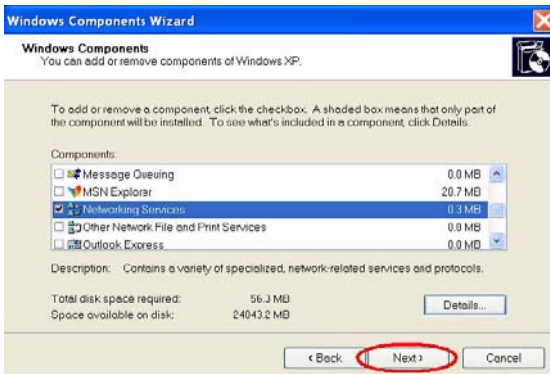 Windows Components Wizard
Windows Components
You can add or remove components of Windows XP.
To add or remove a component, click the checkbox. A shaded box means that only part of
the component will be installed. To see what's included in a component, click Details.
Components:
Message Queuing 0.0 MB
MSN Explorer 20.7 MB
Networking Services 0.3 MB
Other Network File and Print Services 0.0 MB
Outlook Express 0.0 MB
Description: Contains a variety of specialized, network-related services and protocols.
Total disk space required: 56.3 MB
Space available on disk: 24043.2 MB
Details...
< Back Next > Cancel